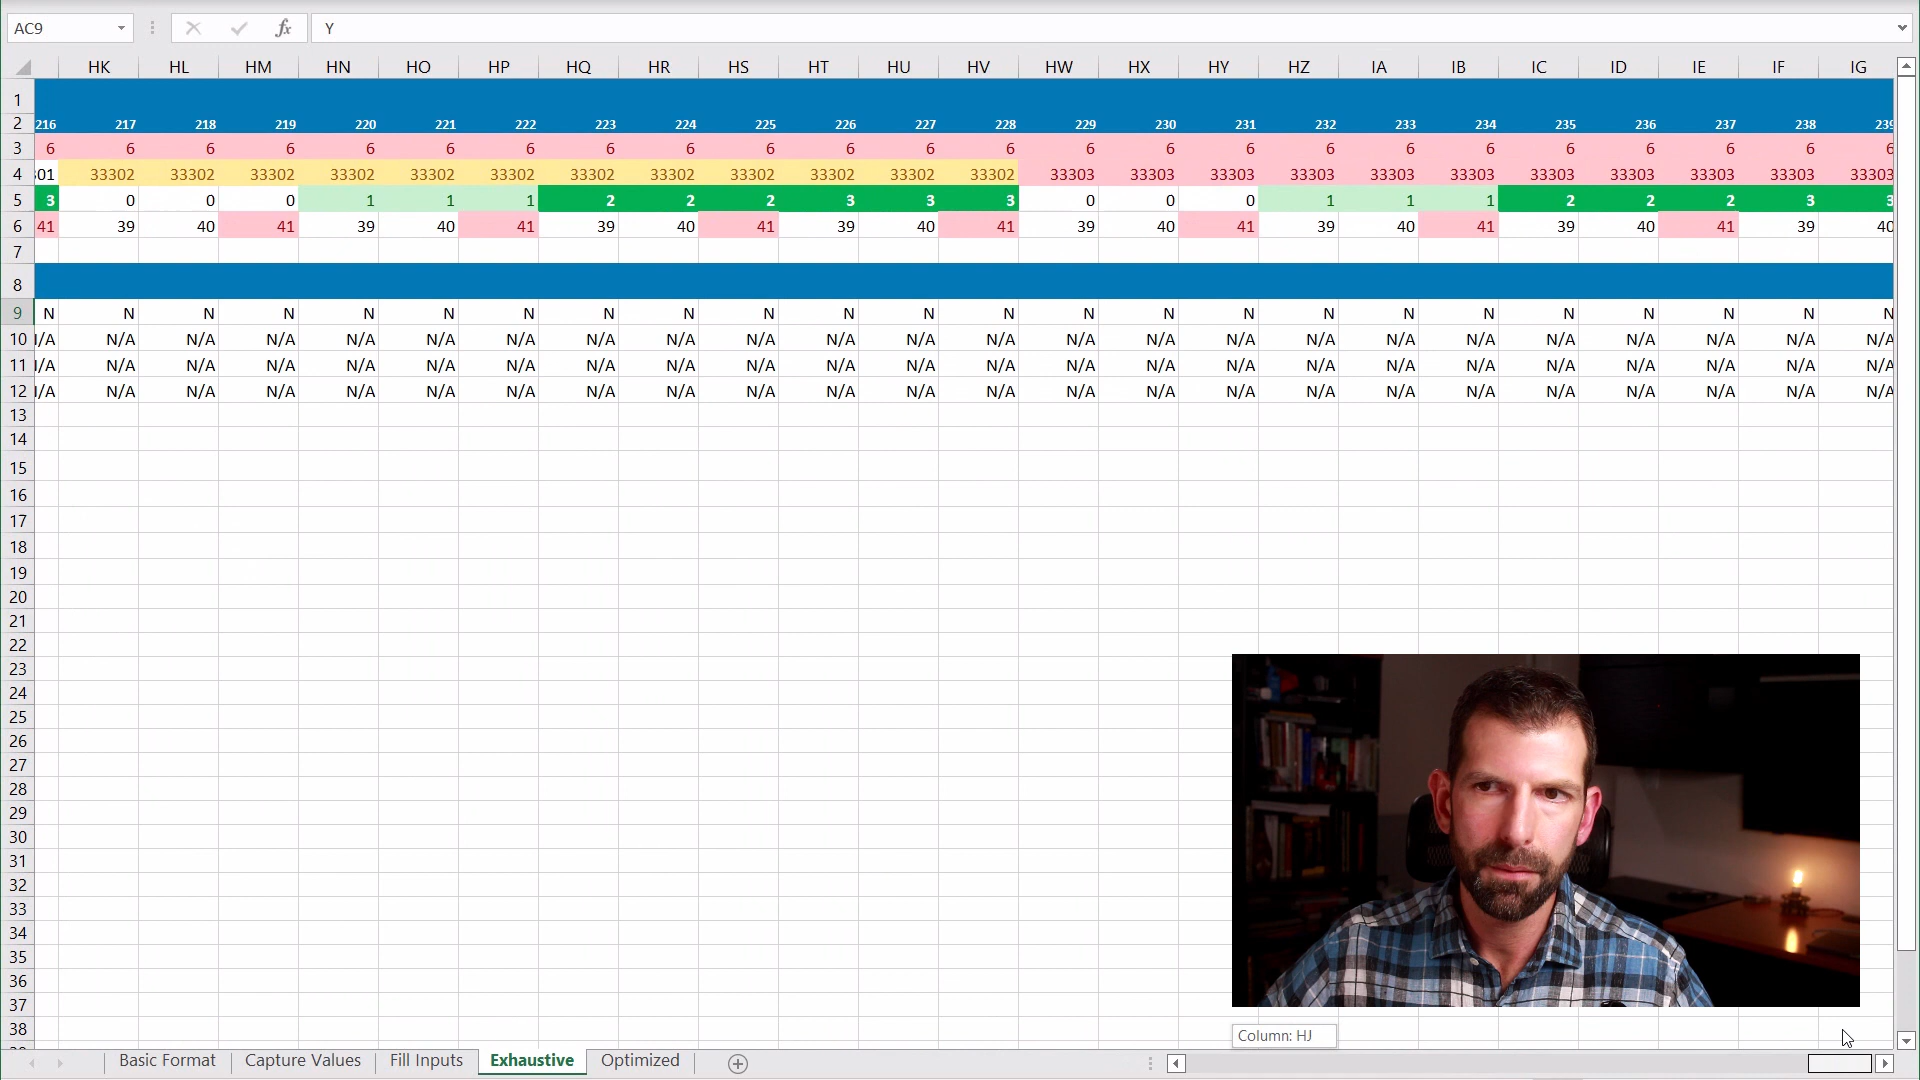 AC9 fx Y
HK HL HM HN HO HP HQ HR HS HT HU HV HW HX HY HZ IA IB IC ID IE IF IG
1
2 216 217 218 219 220 221 222 223 224 225 226 227 228 229 230 231 232 233 234 235 236 237 238 239
3 6 6 6 6 6 6 6 6 6 6 6 6 6 6 6 6 6 6 6 6 6 6 6 6
4 301 33302 33302 33302 33302 33302 33302 33302 33302 33302 33302 33302 33302 33303 33303 33303 33303 33303 33303 33303 33303 33303 33303 33303
5 3 0 0 0 1 1 1 2 2 2 3 3 3 0 0 0 1 1 1 2 2 2 3 3
6 41 39 40 41 39 40 41 39 40 41 39 40 41 39 40 41 39 40 41 39 40 41 39 40
7
8
9 N N N N N N N N N N N N N N N N N N N N N N N N
10 /A N/A N/A N/A N/A N/A N/A N/A N/A N/A N/A N/A N/A N/A N/A N/A N/A N/A N/A N/A N/A N/A N/A N/A
11 /A N/A N/A N/A N/A N/A N/A N/A N/A N/A N/A N/A N/A N/A N/A N/A N/A N/A N/A N/A N/A N/A N/A N/A
12 /A N/A N/A N/A N/A N/A N/A N/A N/A N/A N/A N/A N/A N/A N/A N/A N/A N/A N/A N/A N/A N/A N/A N/A
13
14
15
16
17
18
19
20
21
22
23
24
25
26
27
28
29
30
31
32
33
34
35
36
37
38
Column: HJ
Basic Format Capture Values Fill Inputs Exhaustive Optimized